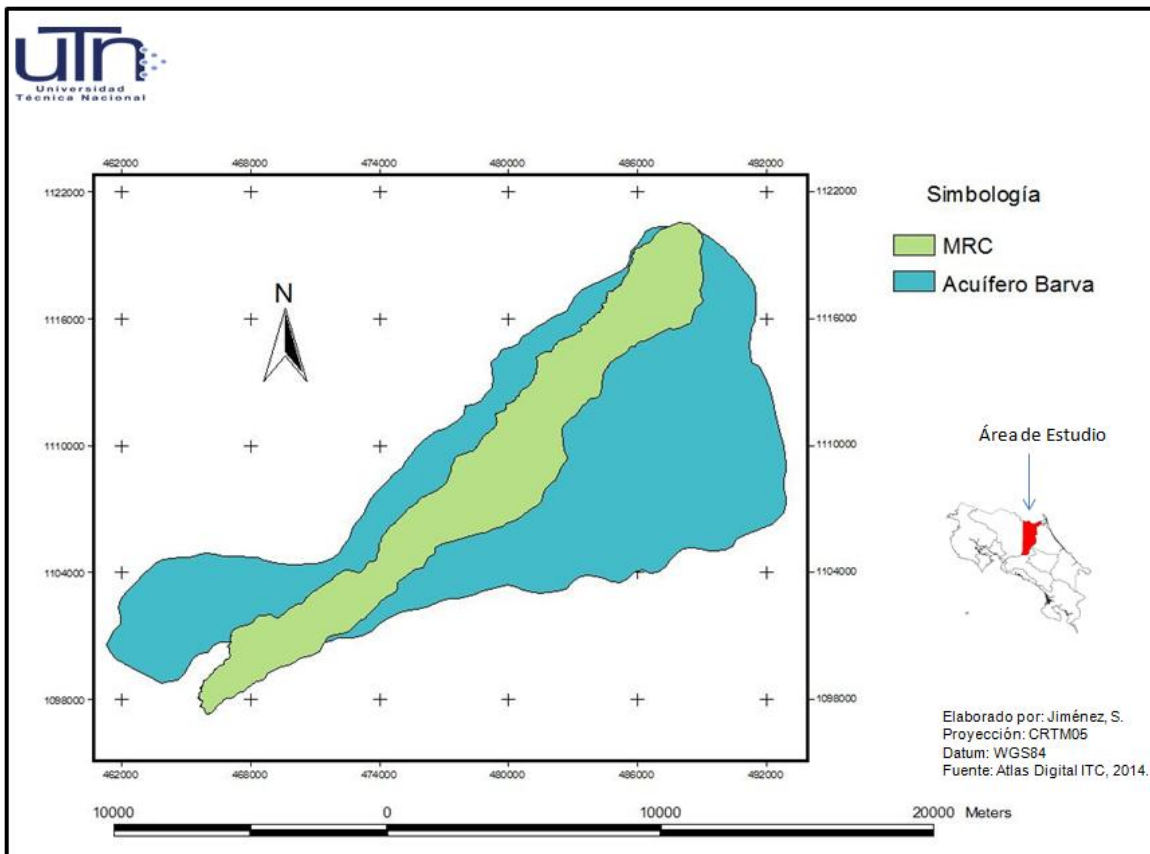 uTn
Universidad
Técnica Nacional
462000 468000 474000 480000 486000 492000
1122000 1122000
1116000 1116000
1110000 1110000
1104000 1104000
1098000 1098000
462000 468000 474000 480000 486000 492000
N
Simbología
MRC
Acuífero Barva
Área de Estudio
Elaborado por: Jiménez, S.
Proyección: CRTM05
Datum: WGS84
Fuente: Atlas Digital ITC, 2014.
10000 0 10000 20000 Meters